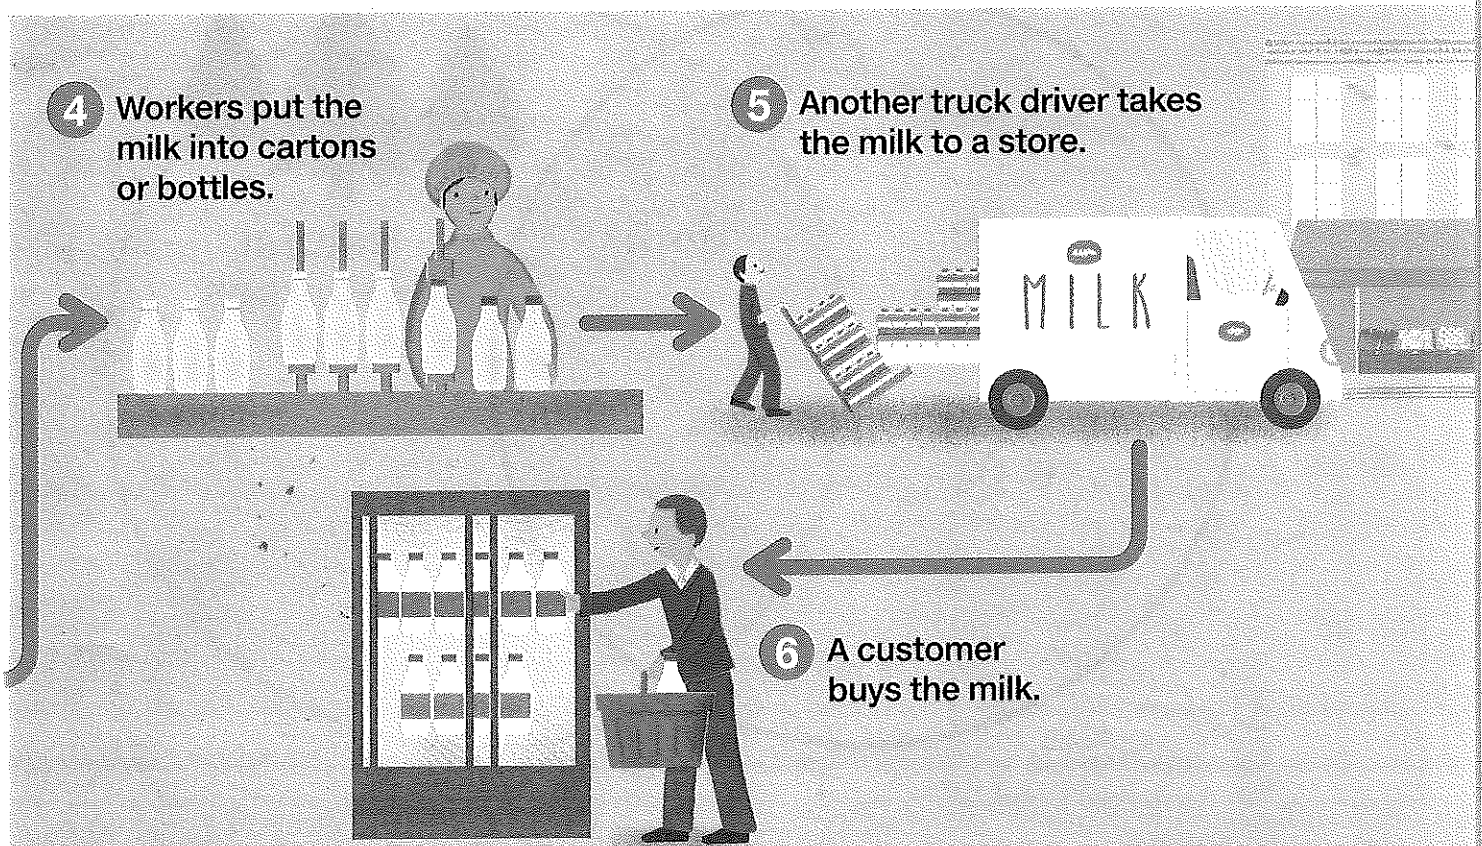 4 Workers put the
milk into cartons
or bottles.
5 Another truck driver takes
the milk to a store.
MILK
6 A customer
buys the milk.